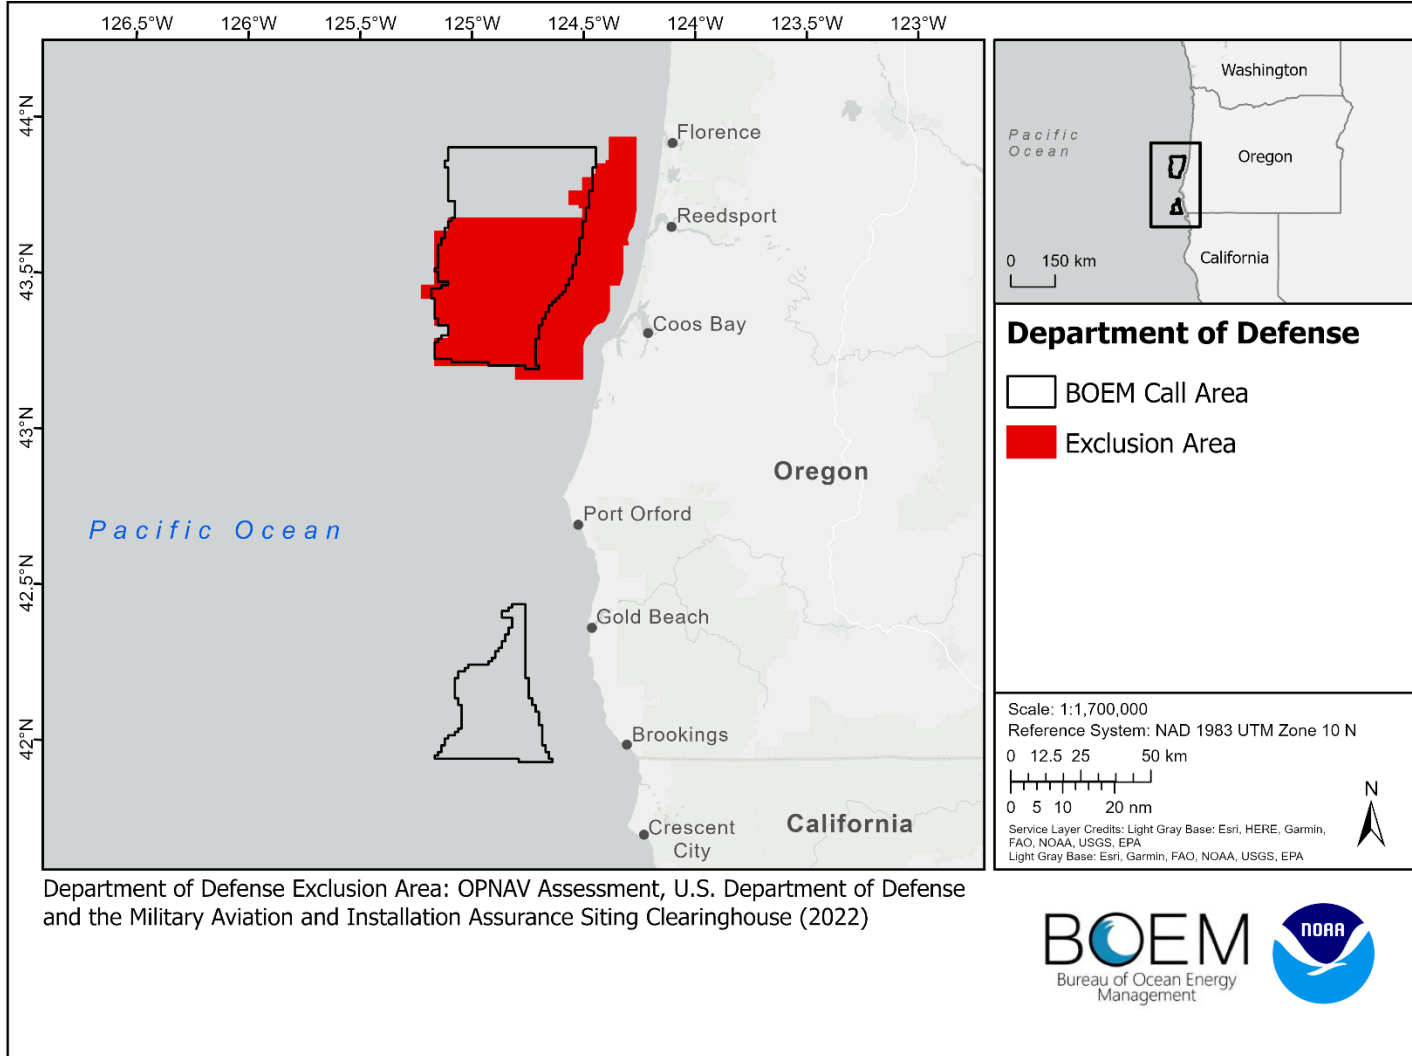 126.5°W
126°W
125.5°W
125°W
124.5°W
124°W
123.5°W
123°W
44°N
43.5°N
43°N
42.5°N
42°N
Florence
Reedsport
Coos Bay
Oregon
Port Orford
Pacific Ocean
Gold Beach
Brookings
Crescent
City
California
Washington
Pacific
Ocean
Oregon
California
0 150 km
Department of Defense
BOEM Call Area
Exclusion Area
Scale: 1:1,700,000
Reference System: NAD 1983 UTM Zone 10 N
0 12.5 25 50 km
0 5 10 20 nm
N
Service Layer Credits: Light Gray Base: Esri, HERE, Garmin,
FAO, NOAA, USGS, EPA
Light Gray Base: Esri, Garmin, FAO, NOAA, USGS, EPA
Department of Defense Exclusion Area: OPNAV Assessment, U.S. Department of Defense
and the Military Aviation and Installation Assurance Siting Clearinghouse (2022)
BOEM
Bureau of Ocean Energy
Management
NOAA